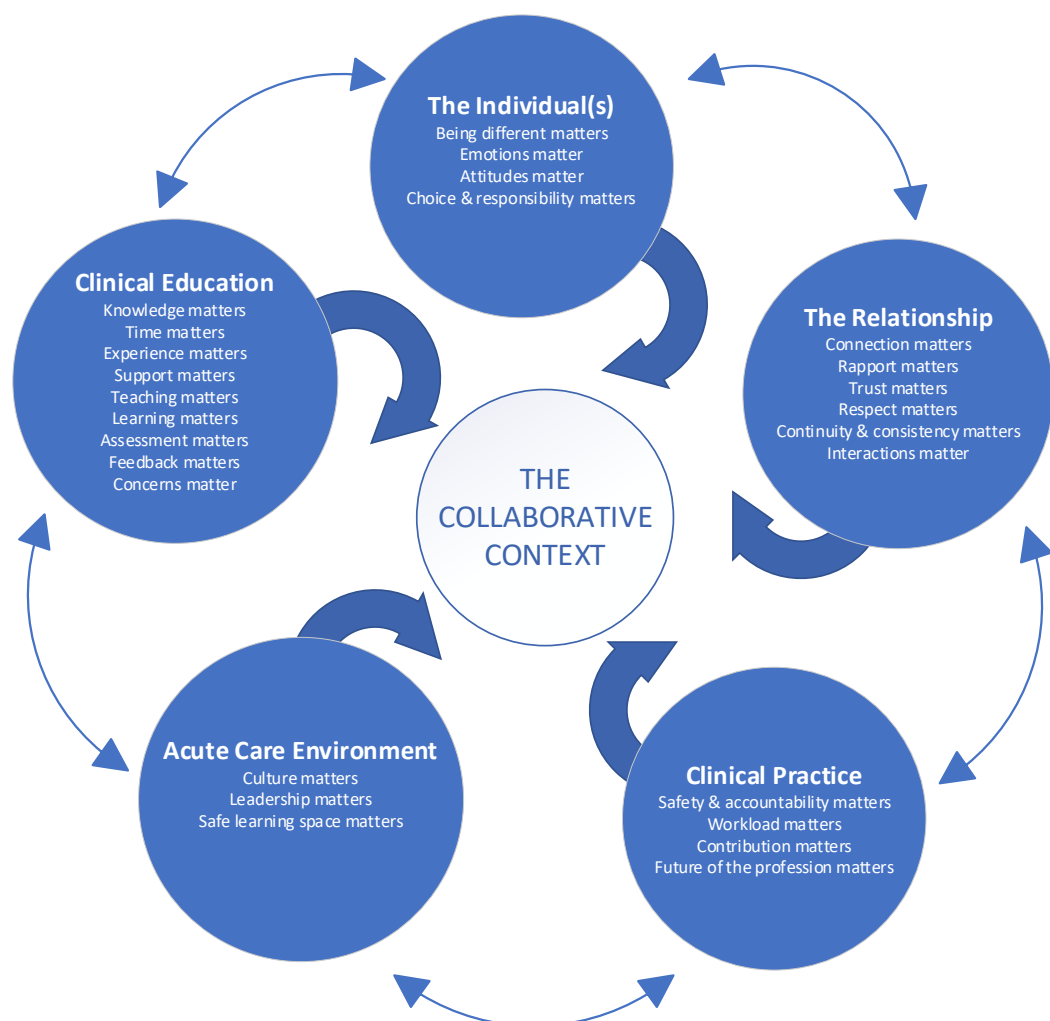 The Individual(s)
Being different matters
Emotions matter
Attitudes matter
Choice & responsibility matters
Clinical Education
Knowledge matters
Time matters
Experience matters
Support matters
Teaching matters
Learning matters
Assessment matters
Feedback matters
Concerns matter
The Relationship
Connection matters
Rapport matters
Trust matters
Respect matters
Continuity & consistency matters
Interactions matter
THE
COLLABORATIVE
CONTEXT
Acute Care Environment
Culture matters
Leadership matters
Safe learning space matters
Clinical Practice
Safety & accountability matters
Workload matters
Contribution matters
Future of the profession matters